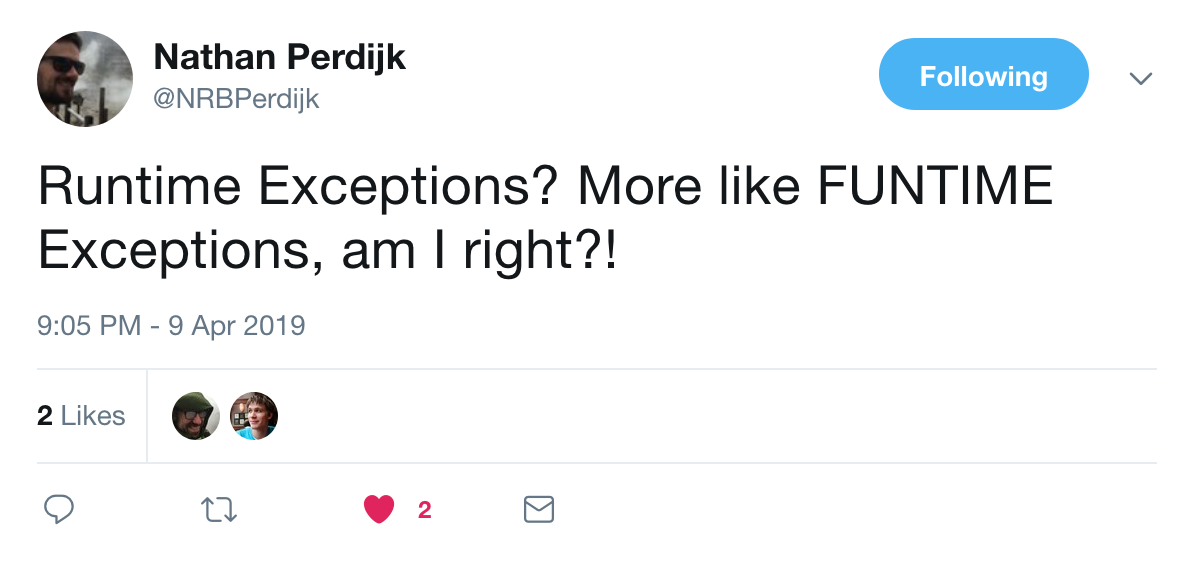 Nathan Perdijk
@NRBPerdijk
Following
Runtime Exceptions? More like FUNTIME
Exceptions, am I right?!
9:05 PM - 9 Apr 2019
2 Likes
2